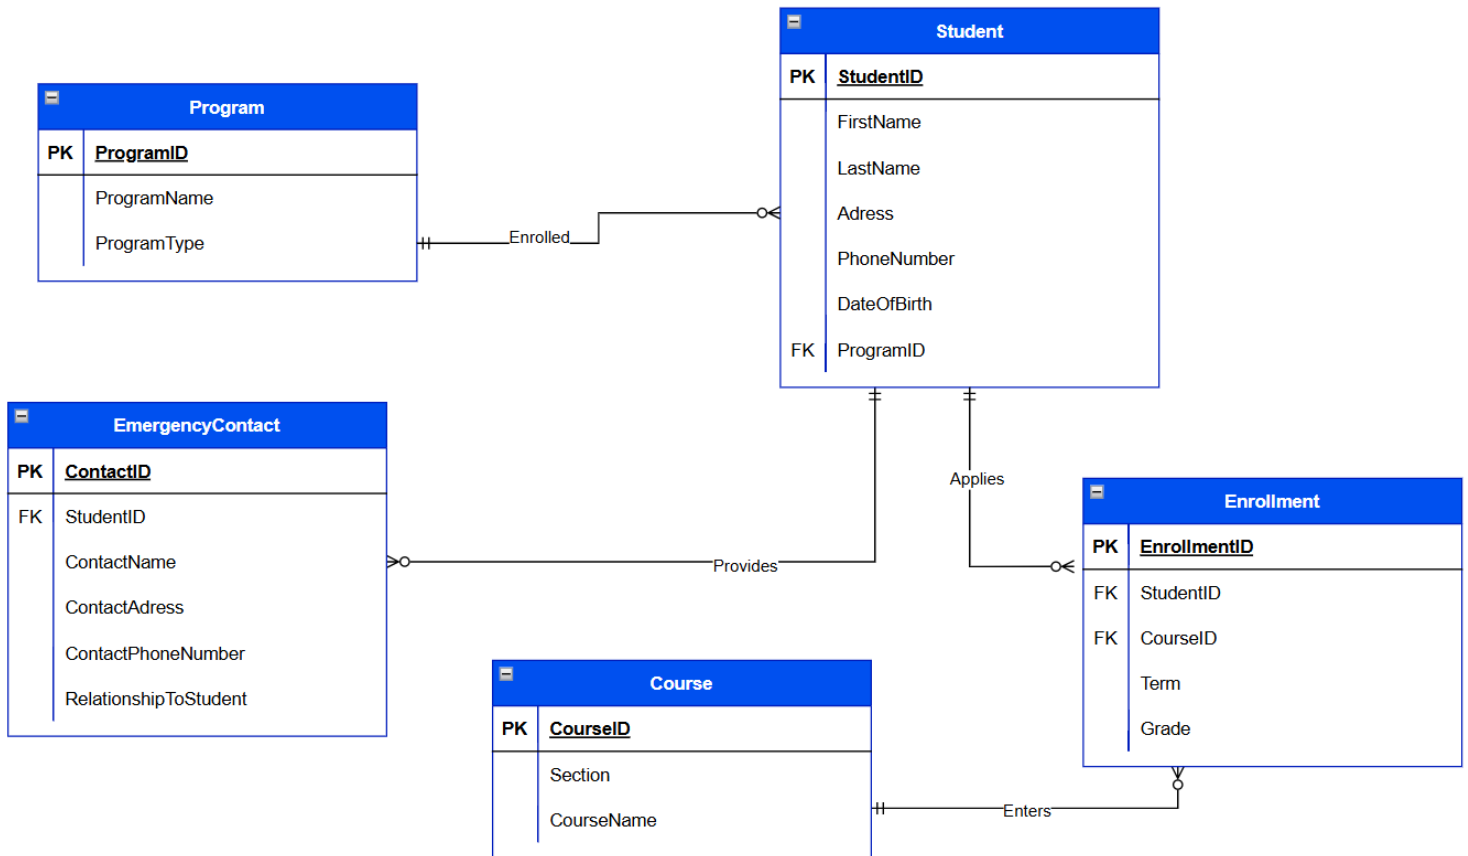 Student
PK StudentID
FirstName
LastName
Adress
PhoneNumber
DateOfBirth
FK ProgramID
Program
PK ProgramID
ProgramName
ProgramType
Enrolled
EmergencyContact
PK ContactID
FK StudentID
ContactName
ContactAdress
ContactPhoneNumber
RelationshipToStudent
Provides
Applies
Enrollment
PK EnrollmentID
FK StudentID
FK CourseID
Term
Grade
Course
PK CourseID
Section
CourseName
Enters